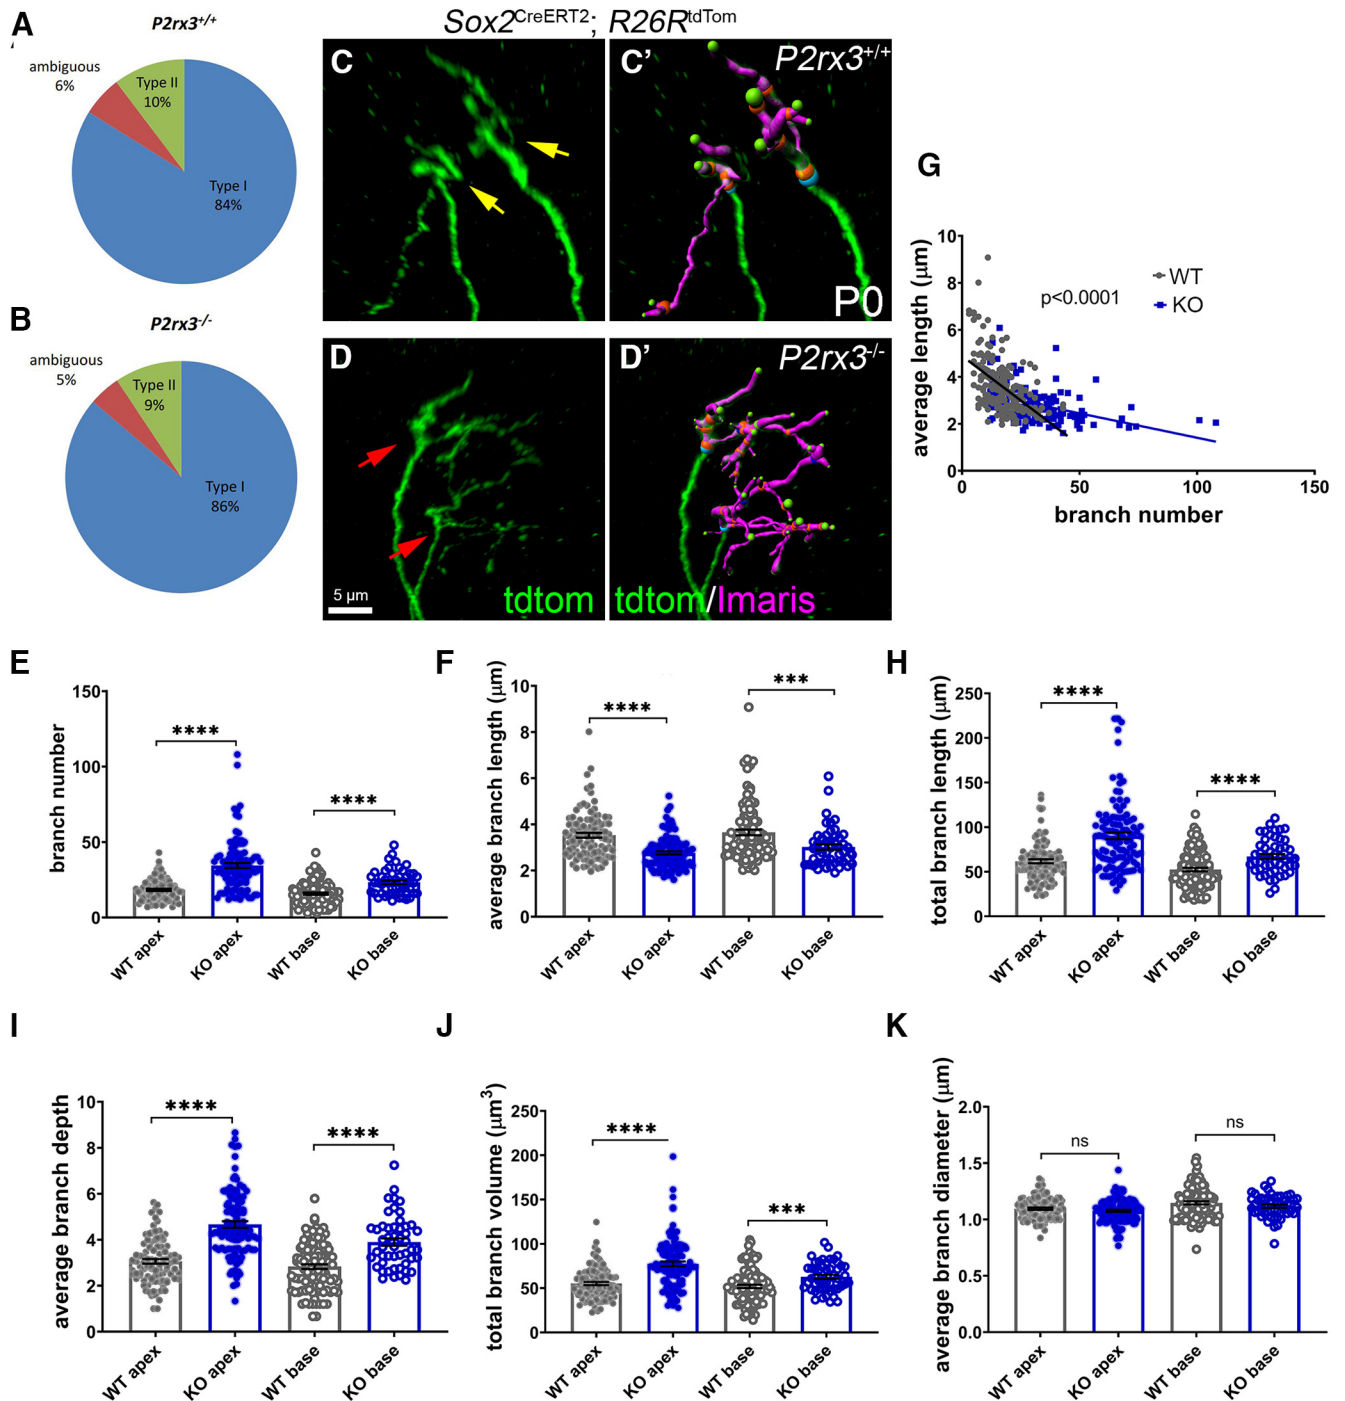 A
P2rx3+/+
ambiguous
6%
Type II
10%
Type I
84%
B
P2rx3-/-
ambiguous
5%
Type II
9%
Type I
86%
Sox2CreERT2; R26RtdTom
C
C' P2rx3+/+
P0
D
D' P2rx3-/-
5 µm
tdtom
tdtom/Imaris
G
average length (µm)
10
8
6
4
2
0
0 50 100 150
branch number
p<0.0001
WT
KO
E
branch number
150
100
50
0
****
****
WT apex
KO apex
WT base
KO base
F
average branch length (µm)
10
8
6
4
2
0
****
***
WT apex
KO apex
WT base
KO base
H
total branch length (µm)
250
200
150
100
50
0
****
****
WT apex
KO apex
WT base
KO base
I
average branch depth
10
8
6
4
2
0
****
****
WT apex
KO apex
WT base
KO base
J
total branch volume (µm3)
250
200
150
100
50
0
****
***
WT apex
KO apex
WT base
KO base
K
average branch diameter (µm)
2.0
1.5
1.0
0.5
0.0
ns
ns
WT apex
KO apex
WT base
KO base